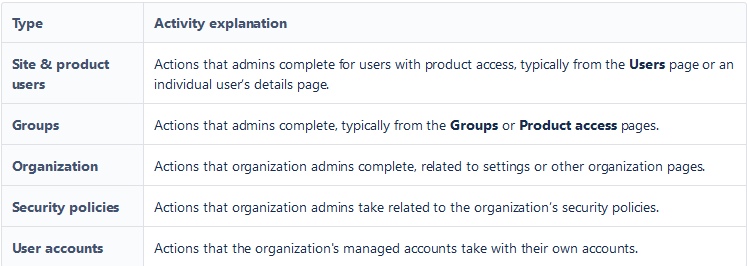 Type Activity explanation
Site & product Actions that admins complete for users with product access, typically from the Users page or an
users individual user's details page.
Groups Actions that admins complete, typically from the Groups or Product access pages.
Organization Actions that organization admins complete, related to settings or other organization pages.
Security policies Actions that organization admins take related to the organization's security policies.
User accounts Actions that the organization's managed accounts take with their own accounts.